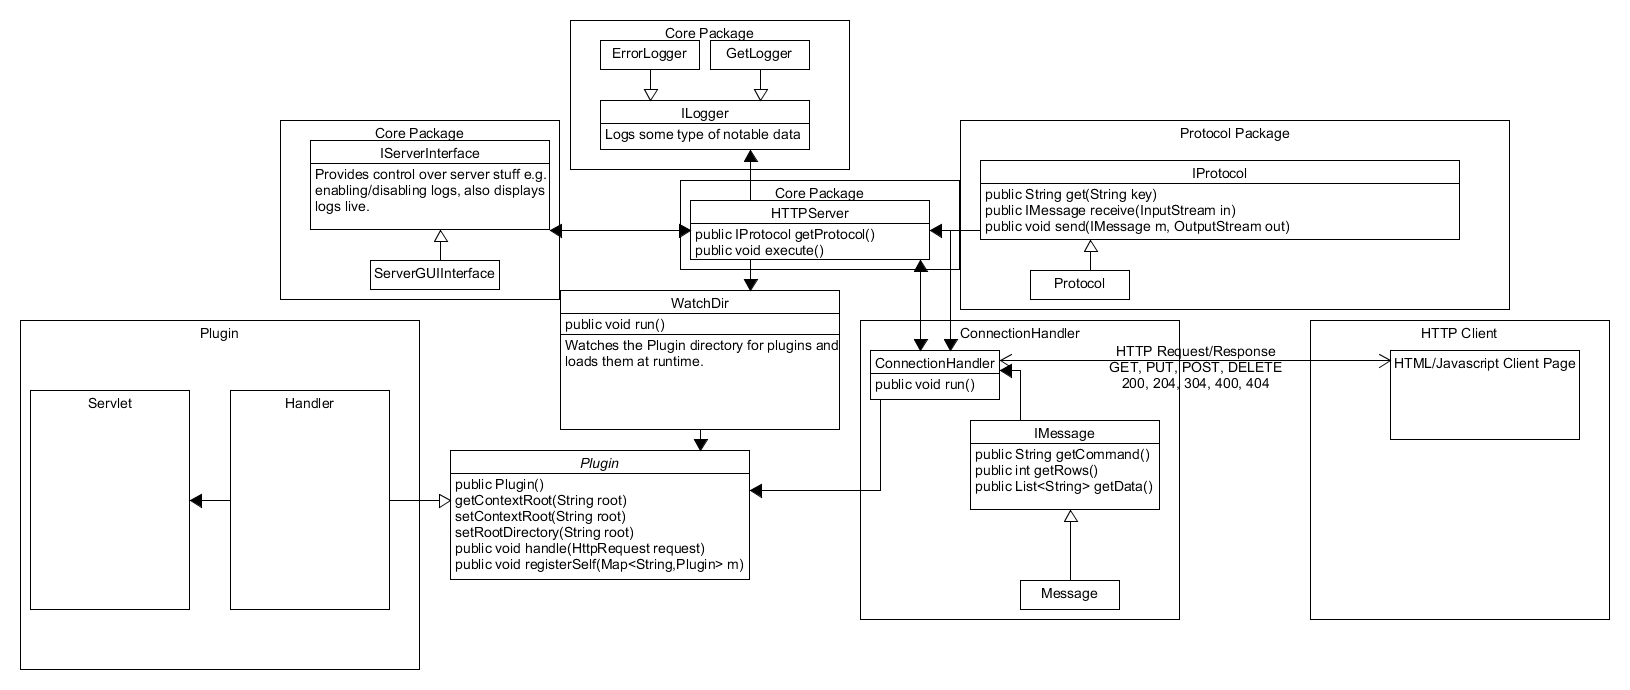 Core Package
ErrorLogger
GetLogger
ILogger
Logs some type of notable data
Core Package
IServerInterface
Provides control over server stuff e.g.
enabling/disabling logs, also displays
logs live.
ServerGUIInterface
Core Package
HTTPServer
public IProtocol getProtocol()
public void execute()
Protocol Package
IProtocol
public String get(String key)
public IMessage receive(InputStream in)
public void send(IMessage m, OutputStream out)
Protocol
WatchDir
public void run()
Watches the Plugin directory for plugins and
loads them at runtime.
Plugin
Servlet
Handler
Plugin
public Plugin()
getContextRoot(String root)
setContextRoot(String root)
setRootDirectory(String root)
public void handle(HttpRequest request)
public void registerSelf(Map<String,Plugin> m)
ConnectionHandler
ConnectionHandler
public void run()
HTTP Request/Response
GET, PUT, POST, DELETE
200, 204, 304, 400, 404
IMessage
public String getCommand()
public int getRows()
public List<String> getData()
Message
HTTP Client
HTML/Javascript Client Page